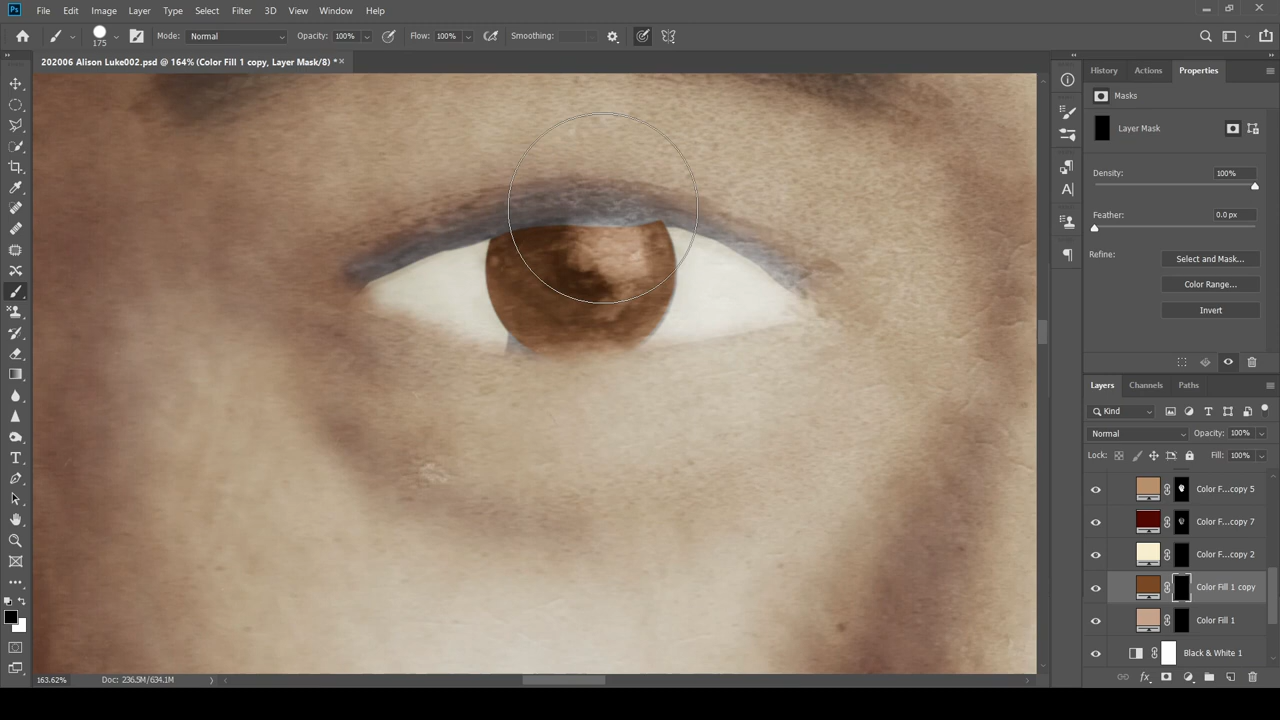 Ps File Edit Image Layer Type Select Filter 3D View Window Help
175 Mode: Normal Opacity: 100% Flow: 100% Smoothing:
202006 Alison Luke002.psd @ 164% (Color Fill 1 copy, Layer Mask/8) *
History Actions Properties
Masks
Layer Mask
Density: 100%
Feather: 0.0 px
Refine: Select and Mask...
Color Range...
Invert
Layers Channels Paths
Kind
Normal Opacity: 100%
Lock: Fill: 100%
Color F...copy 5
Color F...copy 7
Color F...copy 2
Color Fill 1 copy
Color Fill 1
Black & White 1
163.62% Doc: 236.5M/634.1M